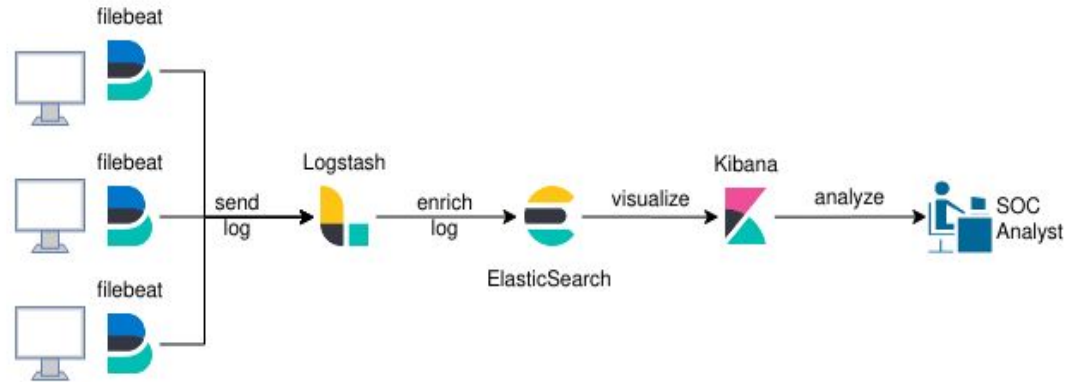 filebeat
filebeat
send
log
Logstash
enrich
log
ElasticSearch
visualize
Kibana
analyze
SOC
Analyst
filebeat